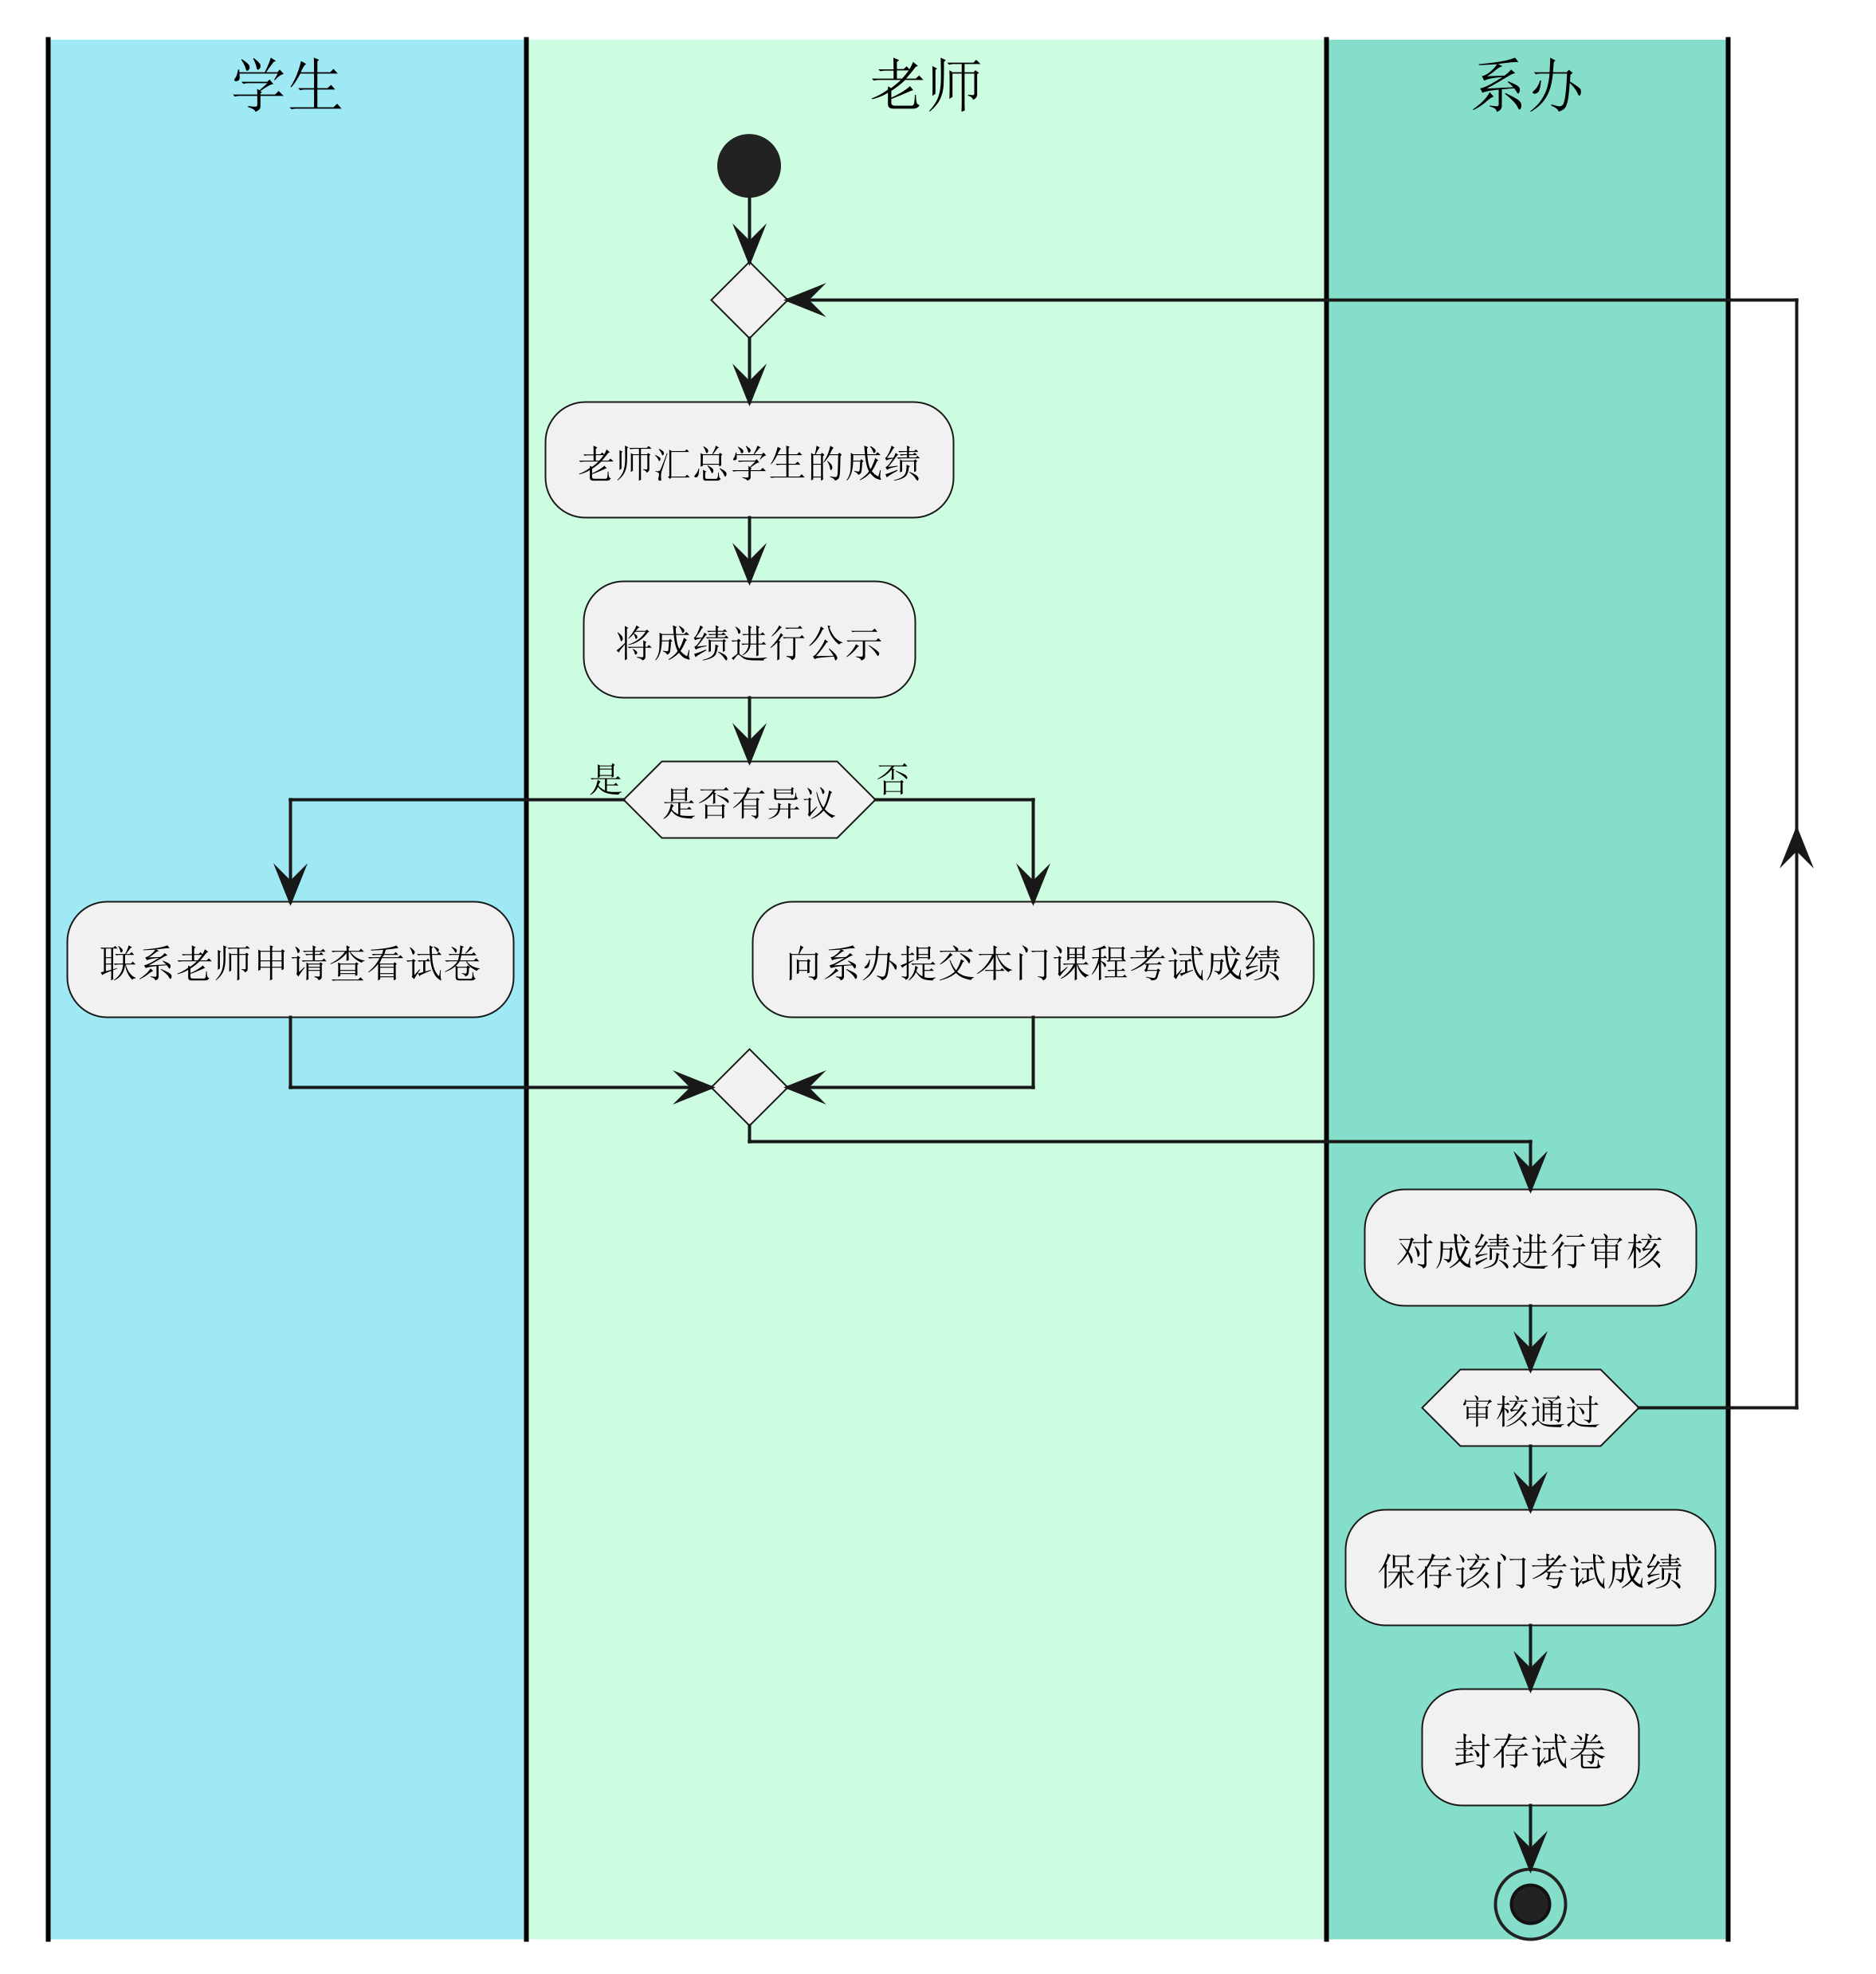 学生
老师
系办
老师汇总学生的成绩
将成绩进行公示
是
是否有异议
否
联系老师申请查看试卷
向系办提交本门课程考试成绩
对成绩进行审核
审核通过
保存该门考试成绩
封存试卷